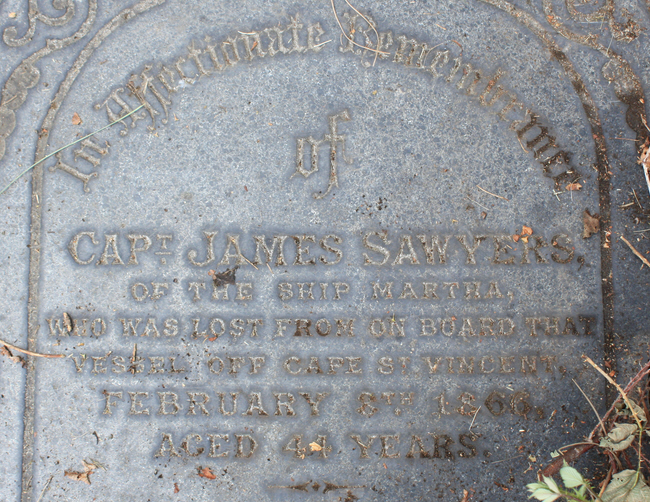 In Affectionate Remembrance
of
CAPT JAMES SAWYERS,
OF THE SHIP MARTHA,
WHO WAS LOST FROM ON BOARD THAT
VESSEL OFF CAPE ST. VINCENT,
FEBRUARY 8TH 1866,
AGED 44 YEARS.